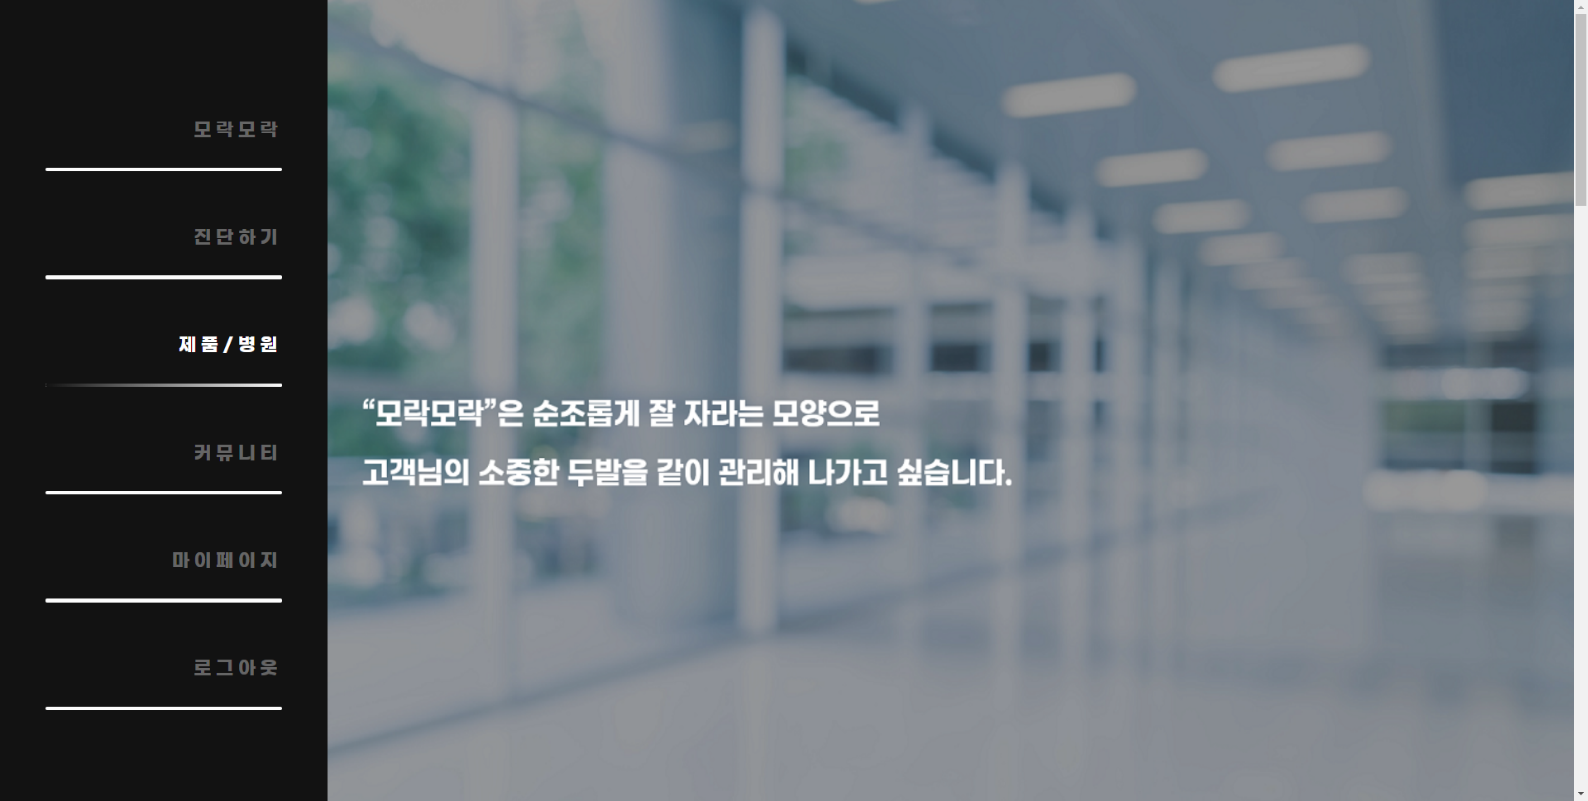 모락모락
진단하기
제품/병원
커뮤니티
마이페이지
로그아웃
“모락모락”은 순조롭게 잘 자라는 모양으로
고객님의 소중한 두발을 같이 관리해 나가고 싶습니다.